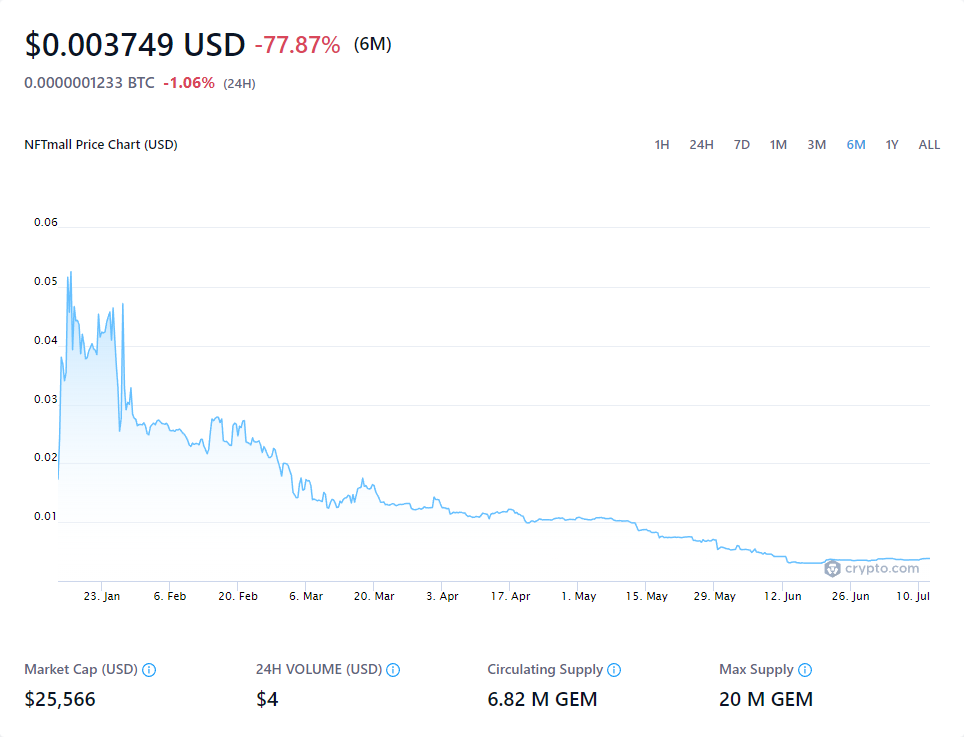 $0.003749 USD -77.87% (6M)
0.0000001233 BTC -1.06% (24H)
NFTmall Price Chart (USD) 1H 24H 7D 1M 3M 6M 1Y ALL
0.06
0.05
0.04
0.03
0.02
0.01
crypto.com
23. Jan 6. Feb 20. Feb 6. Mar 20. Mar 3. Apr 17. Apr 1. May 15. May 29. May 12. Jun 26. Jun 10. Jul
Market Cap (USD) 24H VOLUME (USD) Circulating Supply Max Supply
$25,566 $4 6.82 M GEM 20 M GEM